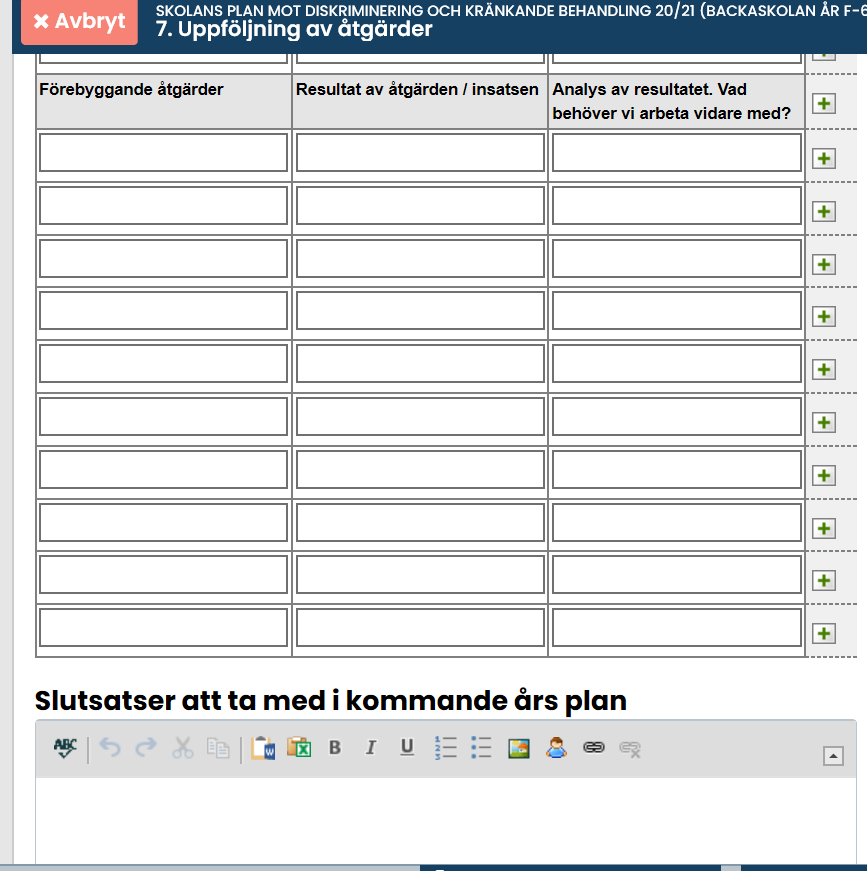 Avbryt
SKOLANS PLAN MOT DISKRIMINERING OCH KRÄNKANDE BEHANDLING 20/21 (BACKASKOLAN ÅR F-6
7. Uppföljning av åtgärder
Förebyggande åtgärder
Resultat av åtgärden / insatsen
Analys av resultatet. Vad
behöver vi arbeta vidare med?
Slutsatser att ta med i kommande års plan
ABC
B I U